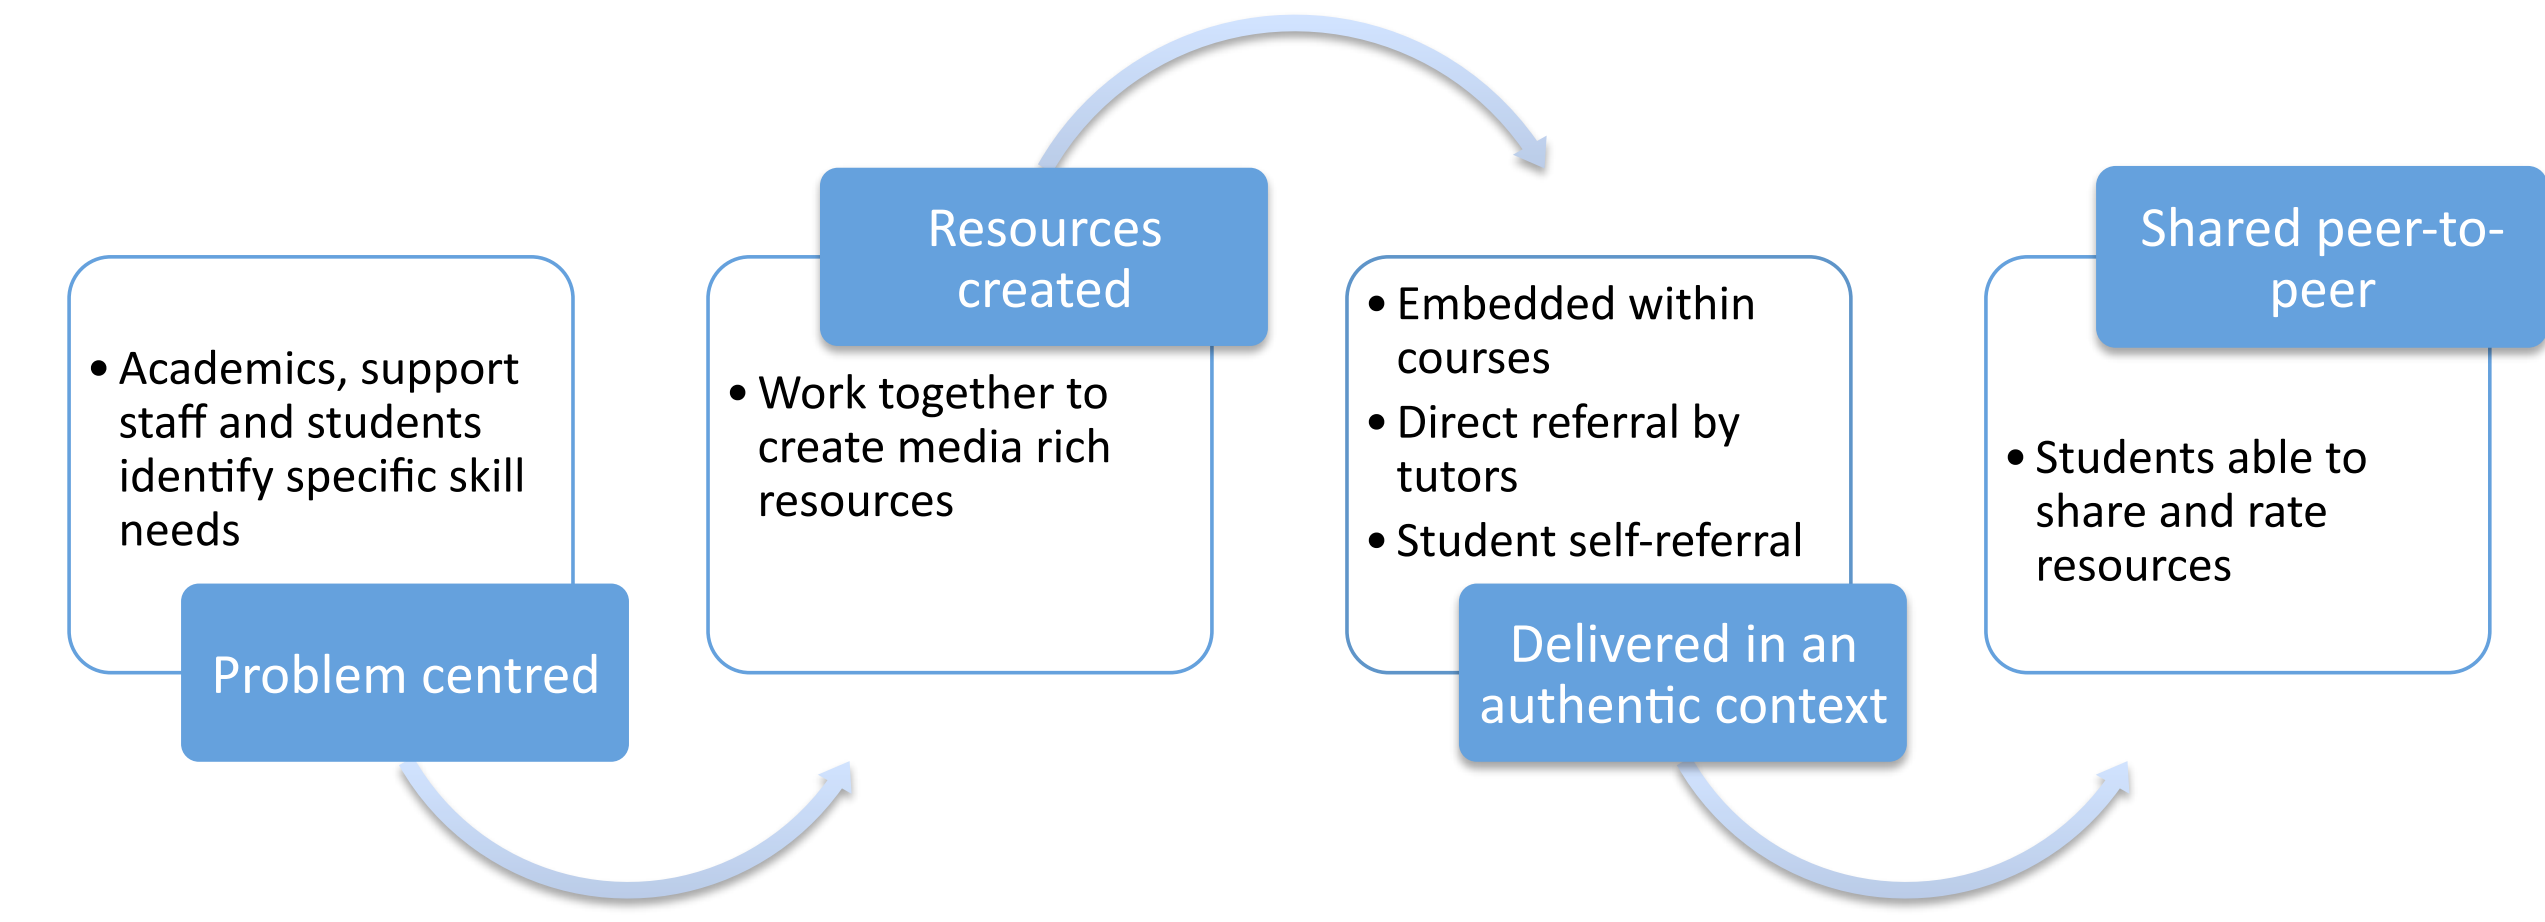 • Academics, support
staff and students
identify specific skill
needs
Problem centred
Resources
created
• Work together to
create media rich
resources
• Embedded within
courses
• Direct referral by
tutors
• Student self-referral
Delivered in an
authentic context
Shared peer-to-
peer
• Students able to
share and rate
resources